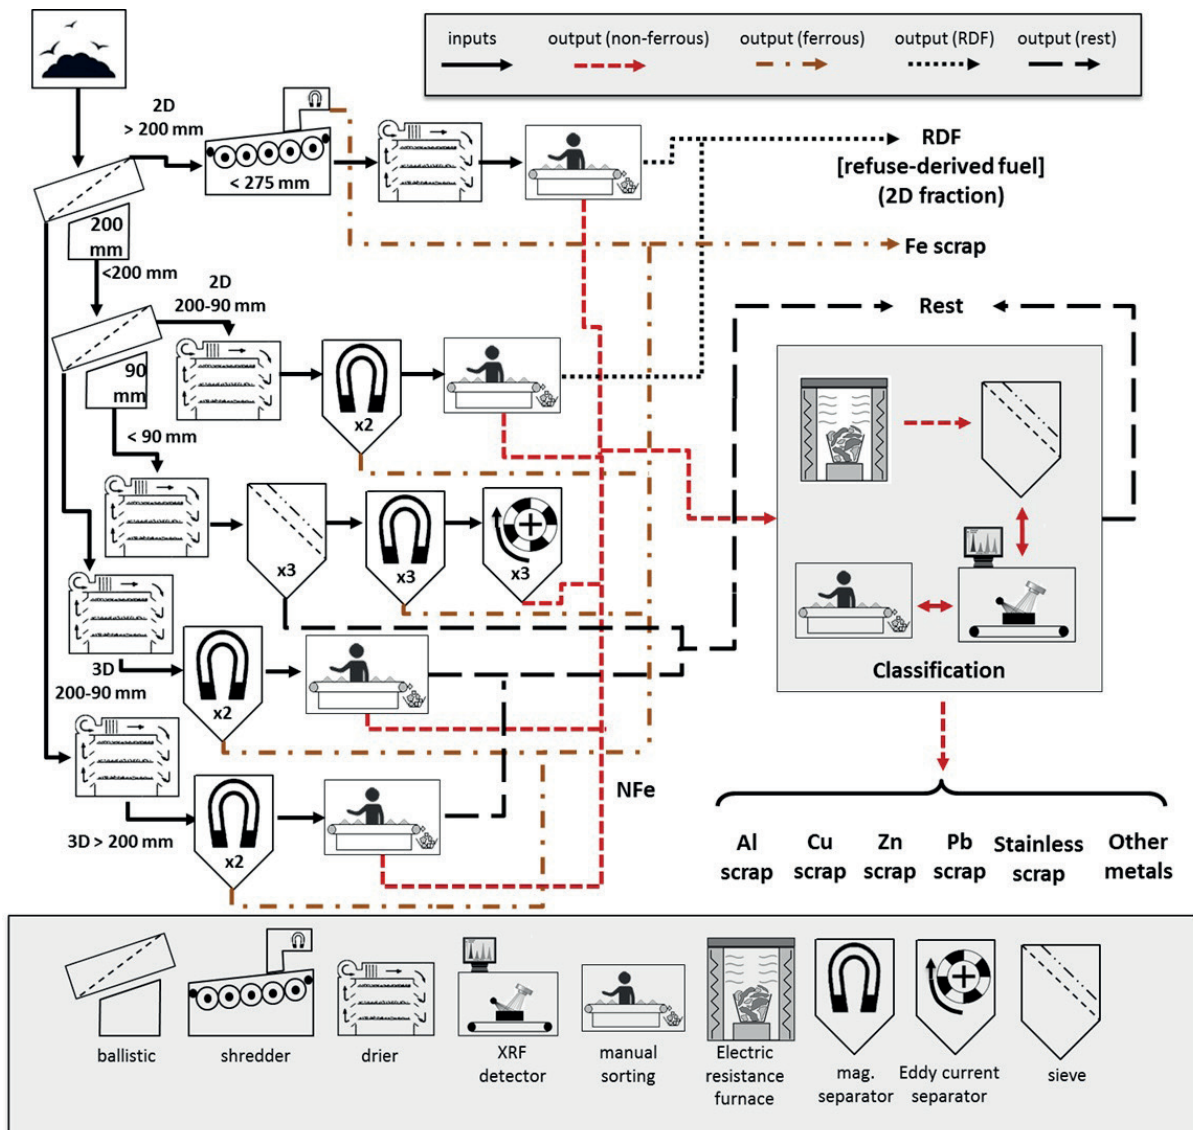 inputs
output (non-ferrous)
output (ferrous)
output (RDF)
output (rest)
2D
> 200 mm
< 275 mm
RDF
[refuse-derived fuel]
(2D fraction)
200
mm
Fe scrap
<200 mm
2D
200-90 mm
Rest
90
mm
x2
< 90 mm
x3
x3
x3
3D
200-90 mm
x2
Classification
3D > 200 mm
x2
NFe
Al
scrap
Cu
scrap
Zn
scrap
Pb
scrap
Stainless
scrap
Other
metals
ballistic
shredder
drier
XRF
detector
manual
sorting
Electric
resistance
furnace
mag.
separator
Eddy current
separator
sieve